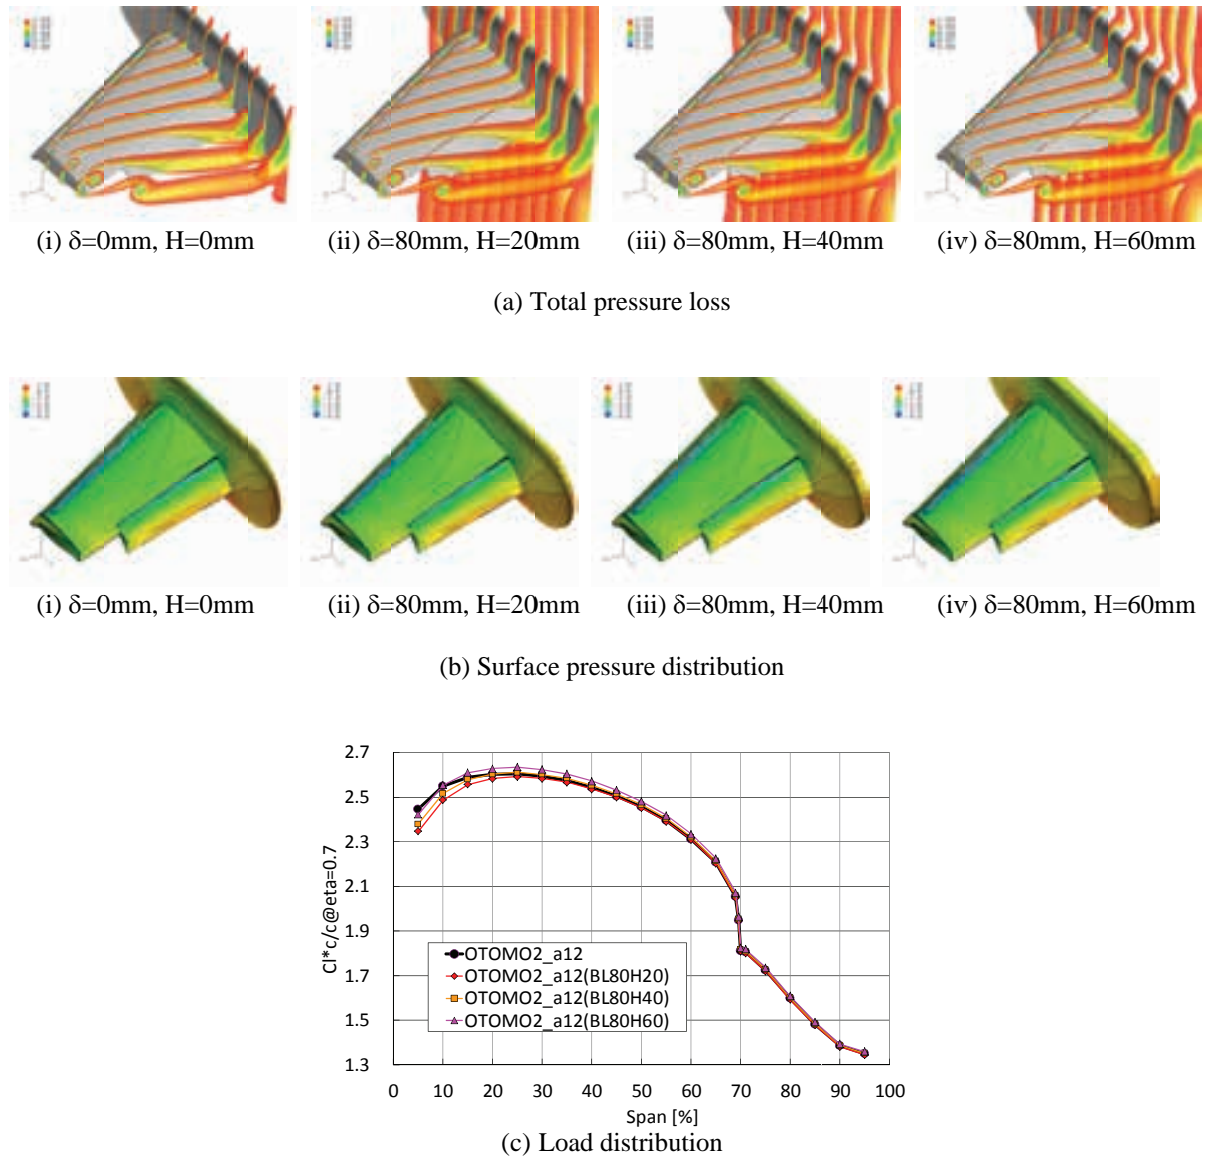 (i) δ=0mm, H=0mm (ii) δ=80mm, H=20mm (iii) δ=80mm, H=40mm (iv) δ=80mm, H=60mm
(a) Total pressure loss
(i) δ=0mm, H=0mm (ii) δ=80mm, H=20mm (iii) δ=80mm, H=40mm (iv) δ=80mm, H=60mm
(b) Surface pressure distribution
2.7
2.5
2.3
2.1
1.9
1.7
1.5
1.3
Cl*c/c@eta=0.7
OTOMO2_a12
OTOMO2_a12(BL80H20)
OTOMO2_a12(BL80H40)
OTOMO2_a12(BL80H60)
0 10 20 30 40 50 60 70 80 90 100
Span [%]
(c) Load distribution